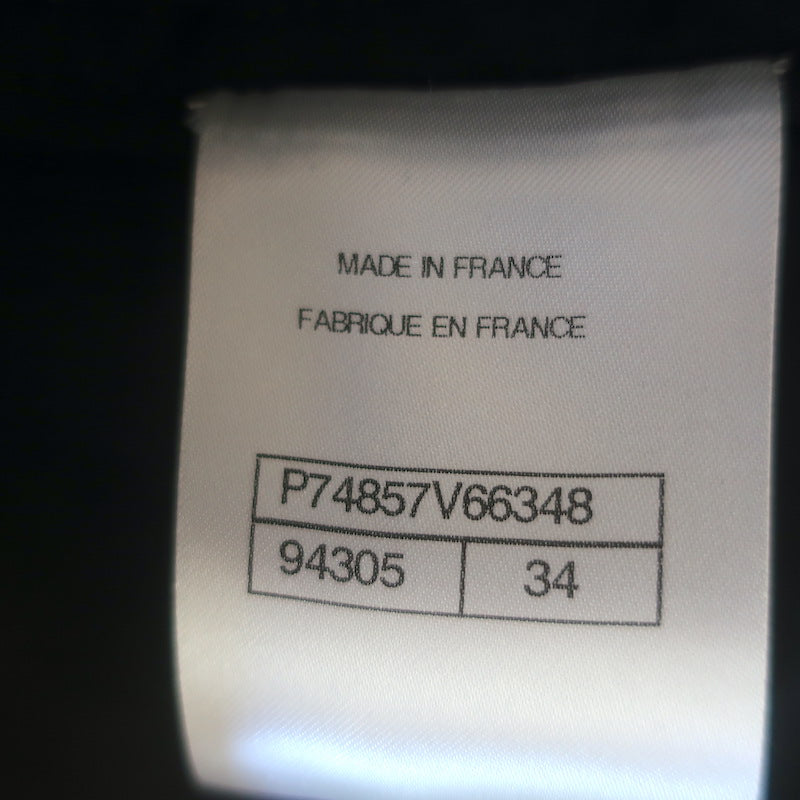 MADE IN FRANCE
FABRIQUE EN FRANCE
P74857V66348
94305 34